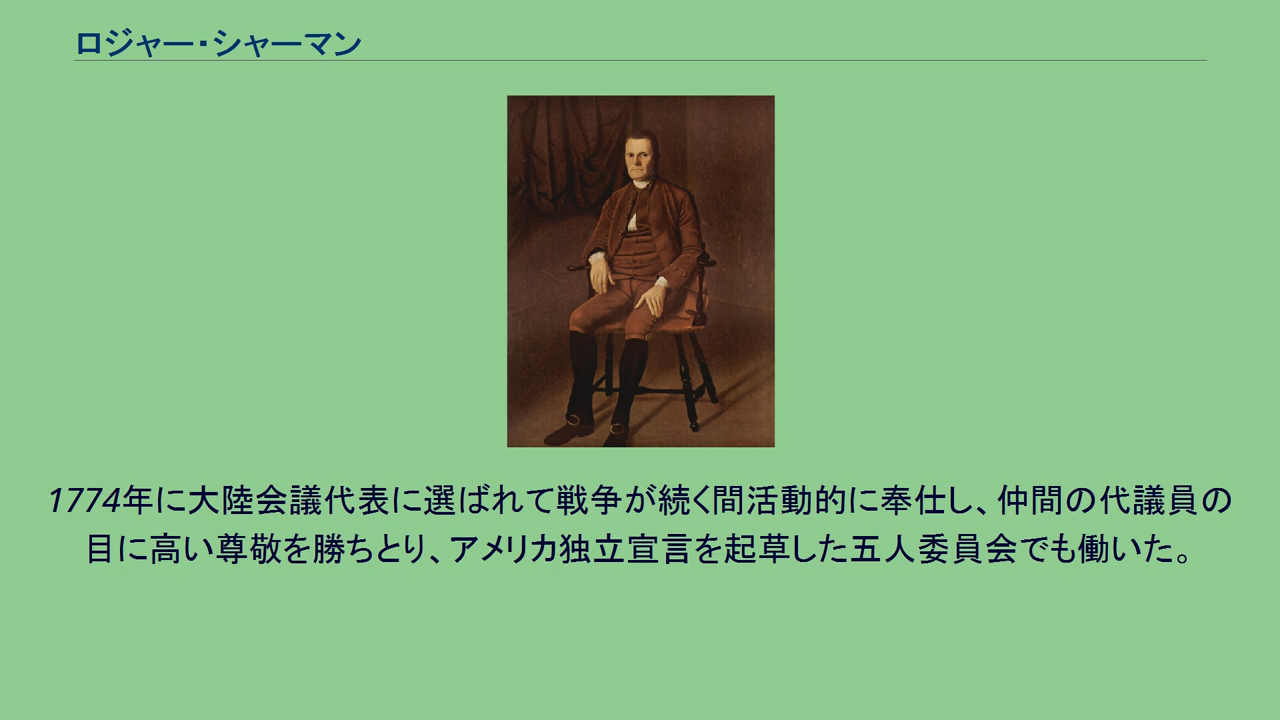 ロジャー・シャーマン
1774年に大陸会議代表に選ばれて戦争が続く間活動的に奉仕し、仲間の代議員の
目に高い尊敬を勝ちとり、アメリカ独立宣言を起草した五人委員会でも働いた。